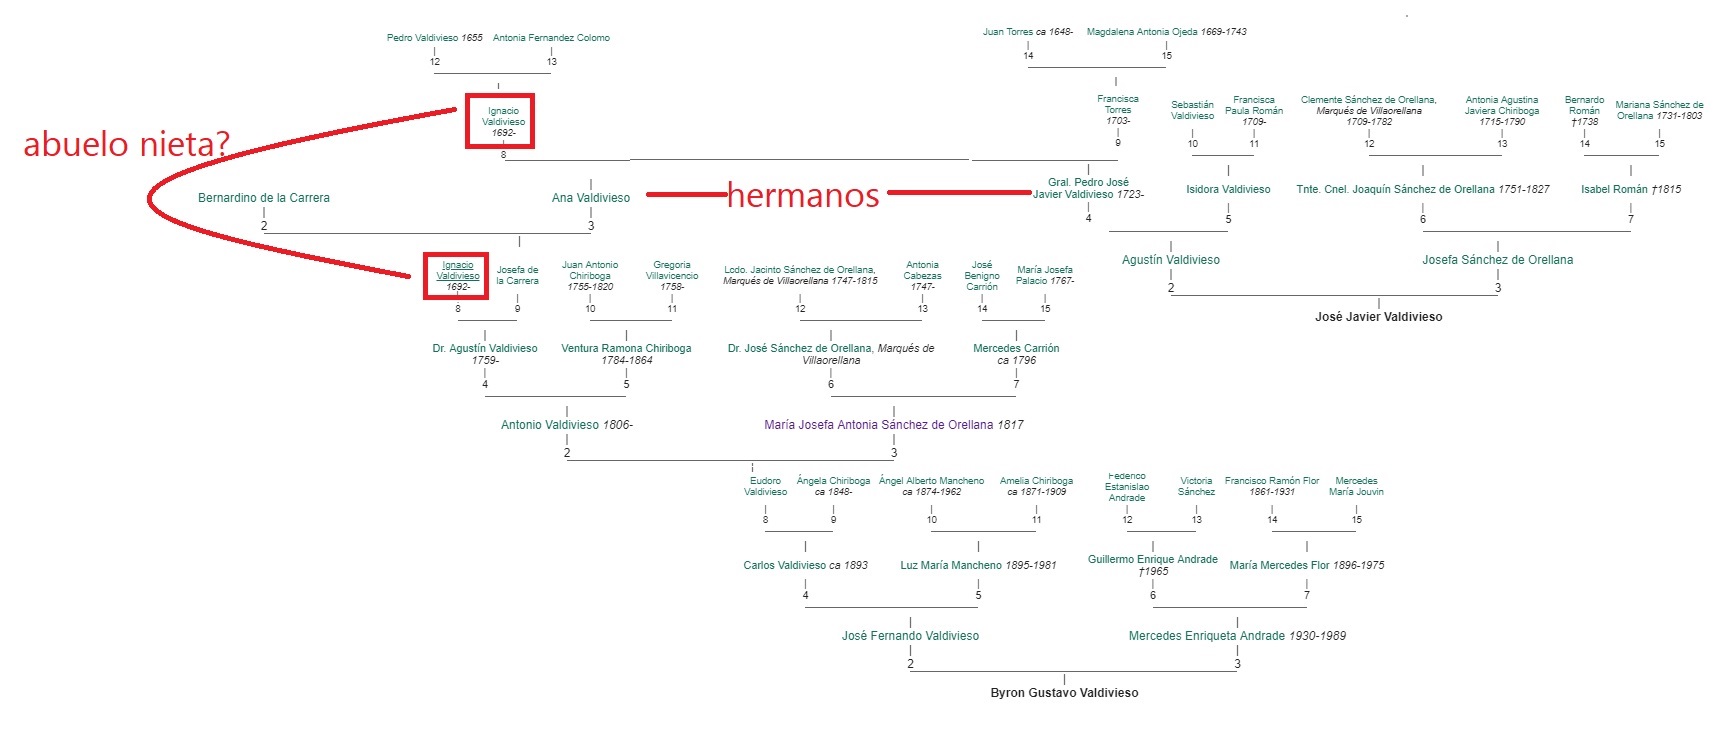 Pedro Valdivieso 1655 Antonia Fernandez Colomo Juan Torres ca 1648- Magdalena Antonia Ojeda 1669-1743
12 13 14 15
Ignacio Valdivieso 1692-
8
Francisca Torres 1703-
9
Sebastián Valdivieso
10
Francisca Paula Román 1709-
11
Clemente Sánchez de Orellana, Marqués de Villaorellana 1709-1782
12
Antonia Agustina Javiera Chiriboga 1715-1790
13
Bernardo Román †1738
14
Mariana Sánchez de Orellana 1731-1803
15
abuelo nieta?
Bernardino de la Carrera
2
Ana Valdivieso
3
hermanos
Gral. Pedro José Javier Valdivieso 1723-
4
Isidora Valdivieso
5
Tnte. Cnel. Joaquín Sánchez de Orellana 1751-1827
6
Isabel Román †1815
7
Agustín Valdivieso
2
Josefa Sánchez de Orellana
3
José Javier Valdivieso
Ignacio Valdivieso 1692-
8
Josefa de la Carrera
9
Juan Antonio Chiriboga 1755-1820
10
Gregoria Villavicencio 1758-
11
Lcdo. Jacinto Sánchez de Orellana, Marqués de Villaorellana 1747-1815
12
Antonia Cabezas 1747-
13
José Benigno Carrión
14
María Josefa Palacio 1767-
15
Dr. Agustín Valdivieso 1759-
4
Ventura Ramona Chiriboga 1784-1864
5
Dr. José Sánchez de Orellana, Marqués de Villaorellana
6
Mercedes Carrión ca 1796
7
Antonio Valdivieso 1806-
2
María Josefa Antonia Sánchez de Orellana 1817
3
Eudoro Valdivieso
8
Ángela Chiriboga ca 1848-
9
Ángel Alberto Mancheno ca 1874-1962
10
Amelia Chiriboga ca 1871-1909
11
Federico Estanislao Andrade
12
Victoria Sánchez
13
Francisco Ramón Flor 1861-1931
14
Mercedes María Jouvin
15
Carlos Valdivieso ca 1893
4
Luz María Mancheno 1895-1981
5
Guillermo Enrique Andrade †1965
6
María Mercedes Flor 1896-1975
7
José Fernando Valdivieso
2
Mercedes Enriqueta Andrade 1930-1989
3
Byron Gustavo Valdivieso